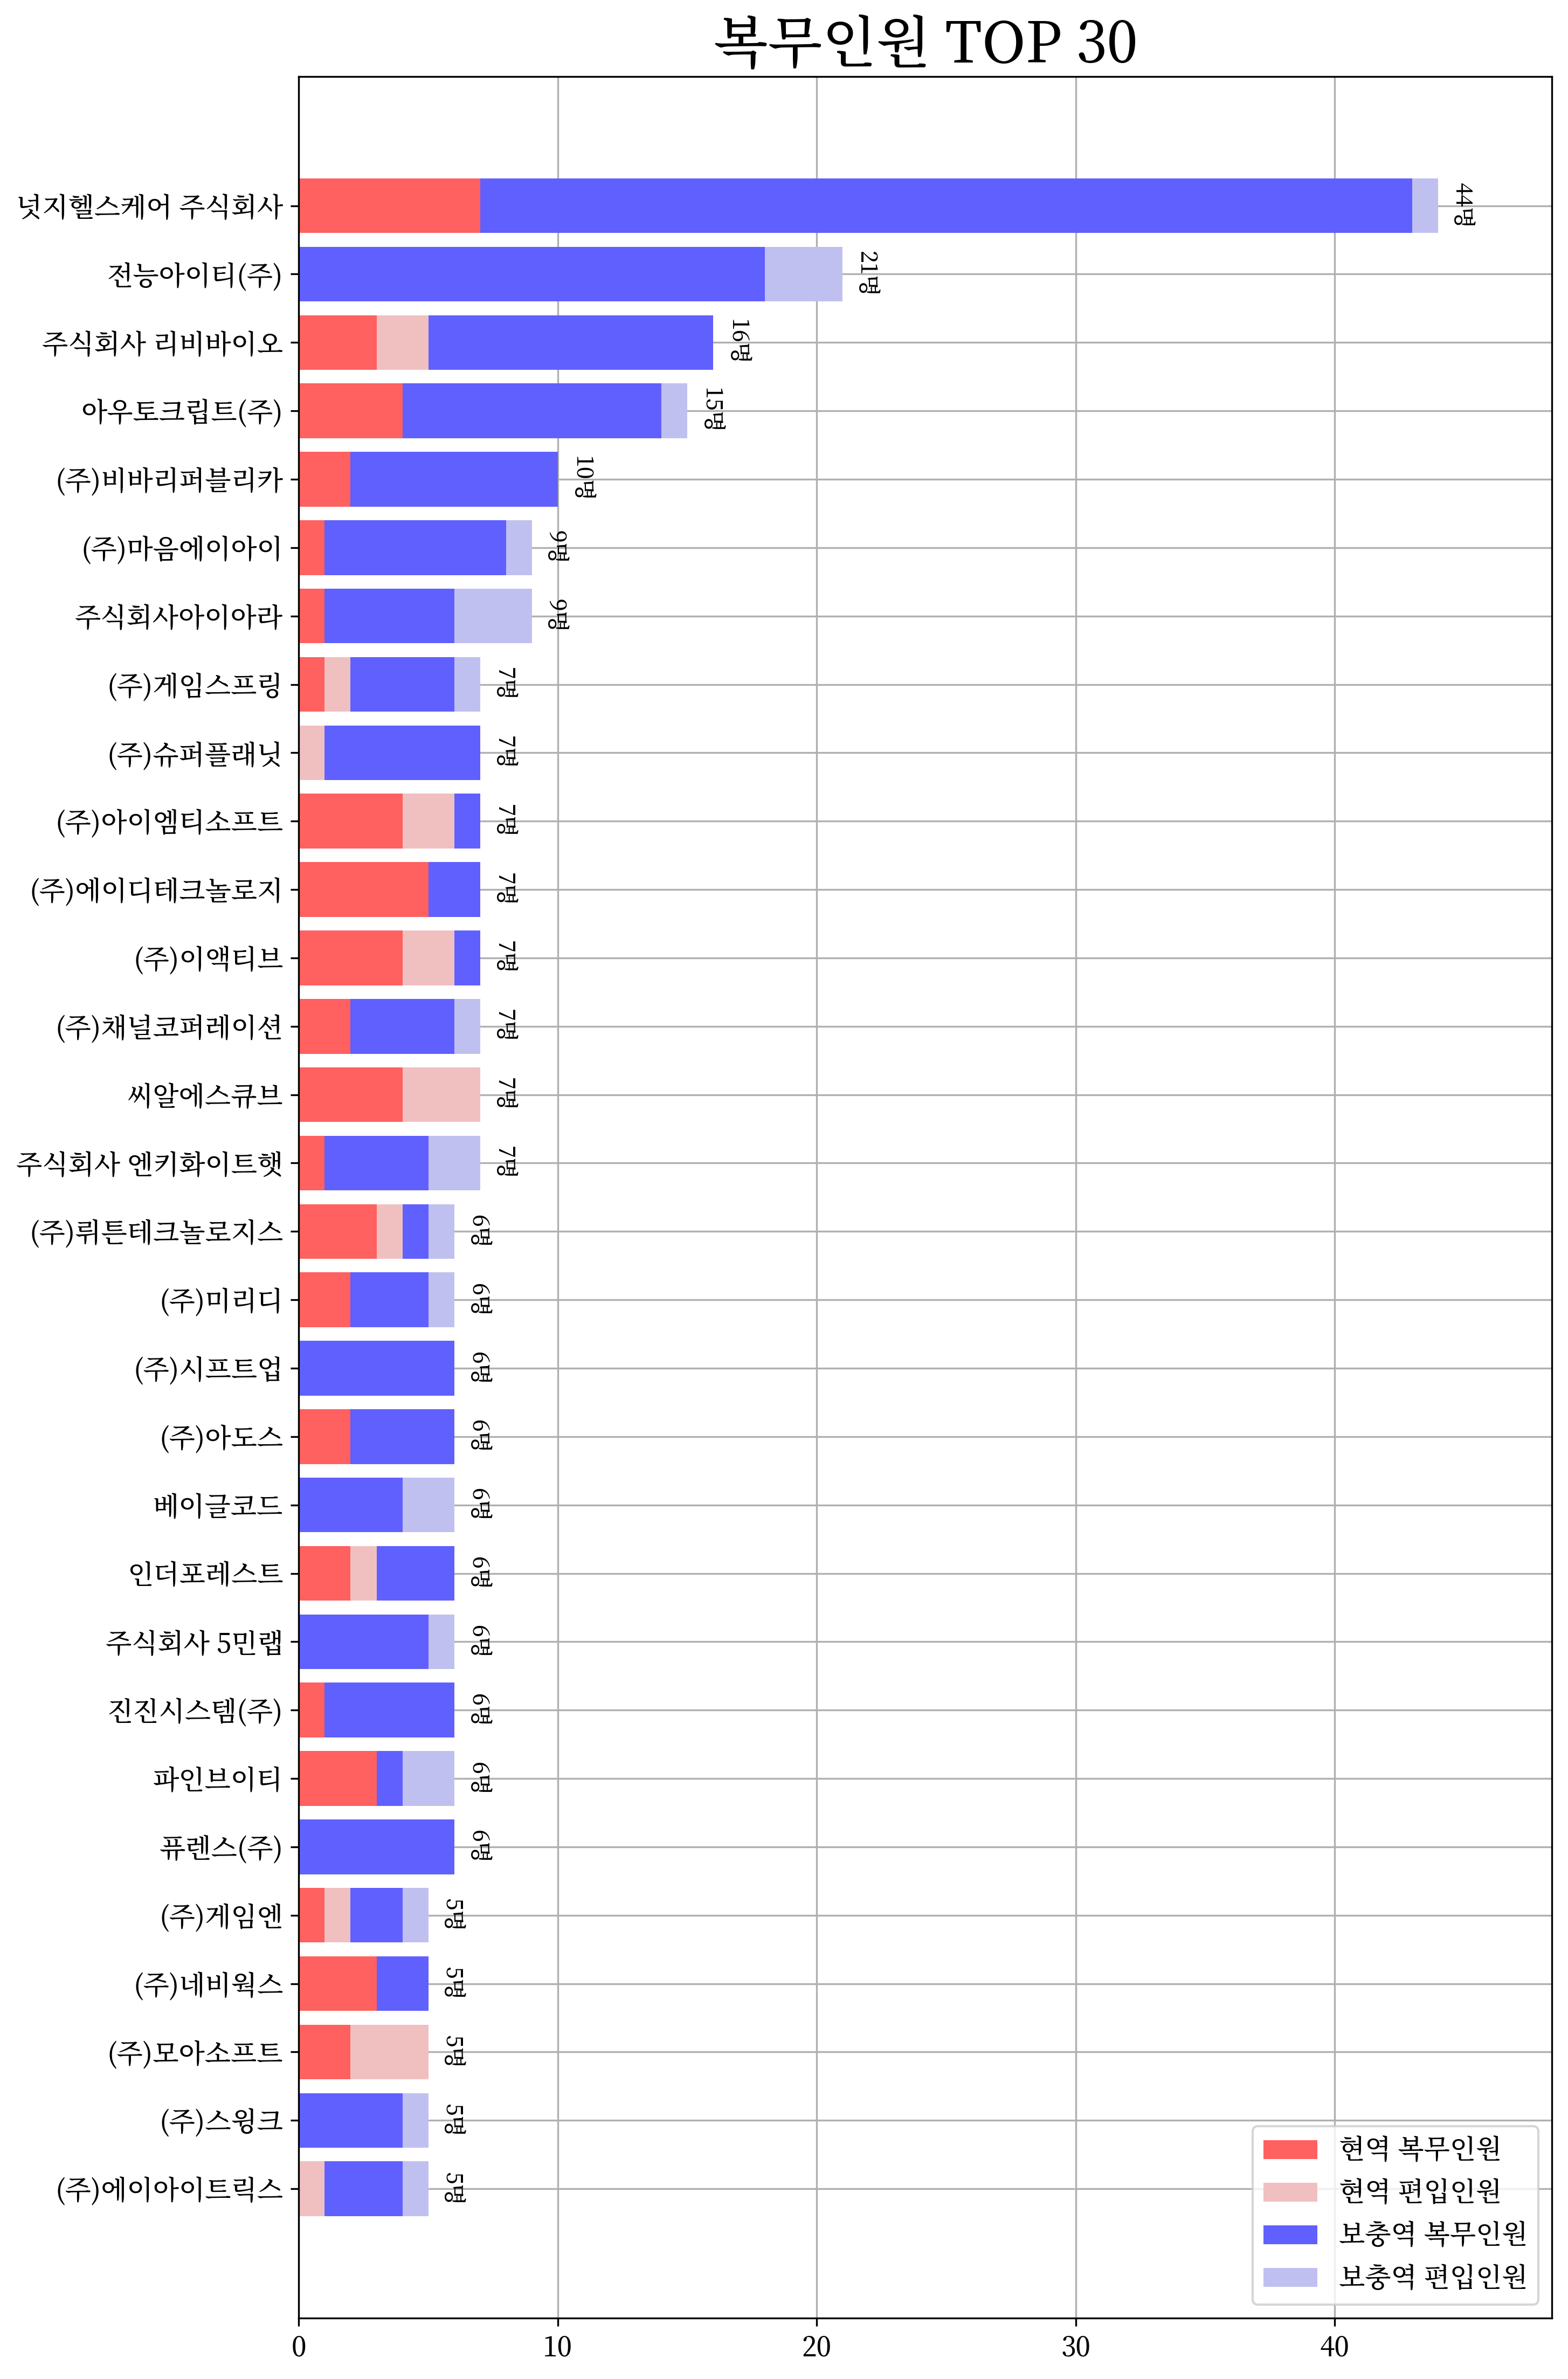 복무인원 TOP 30
넛지헬스케어 주식회사 44명
전능아이티(주) 21명
주식회사 리비바이오 16명
아우토크립트(주) 15명
(주)비바리퍼블리카 10명
(주)마음에이아이 9명
주식회사아이아라 9명
(주)게임스프링 7명
(주)슈퍼플래닛 7명
(주)아이엠티소프트 7명
(주)에이디테크놀로지 7명
(주)이액티브 7명
(주)채널코퍼레이션 7명
씨알에스큐브 7명
주식회사 엔키화이트햇 7명
(주)뤼튼테크놀로지스 6명
(주)미리디 6명
(주)시프트업 6명
(주)아도스 6명
베이글코드 6명
인더포레스트 6명
주식회사 5민랩 6명
진진시스템(주) 6명
파인브이티 6명
퓨렌스(주) 6명
(주)게임엔 5명
(주)네비웍스 5명
(주)모아소프트 5명
(주)스윙크 5명
(주)에이아이트릭스 5명
현역 복무인원
현역 편입인원
보충역 복무인원
보충역 편입인원
0 10 20 30 40